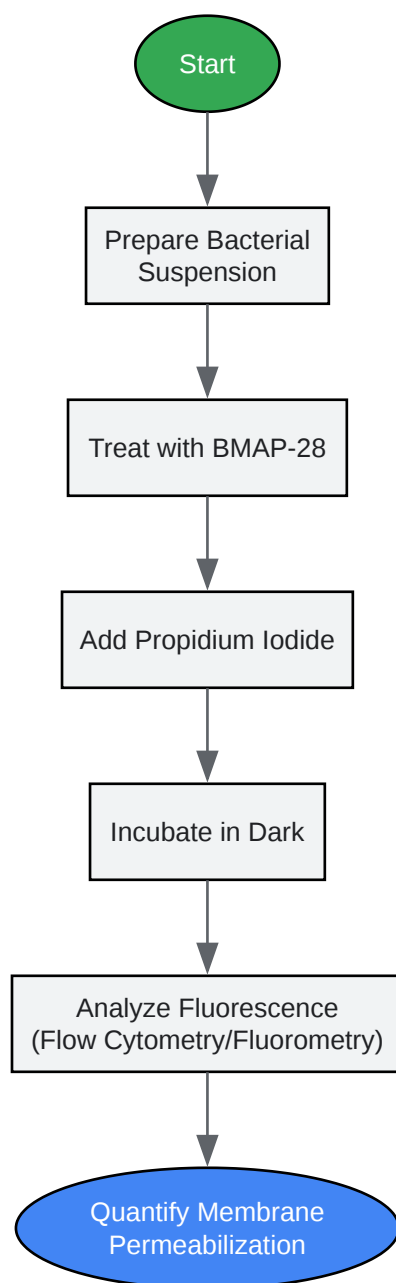 Start
Prepare Bacterial
Suspension
Treat with BMAP-28
Add Propidium Iodide
Incubate in Dark
Analyze Fluorescence
(Flow Cytometry/Fluorometry)
Quantify Membrane
Permeabilization